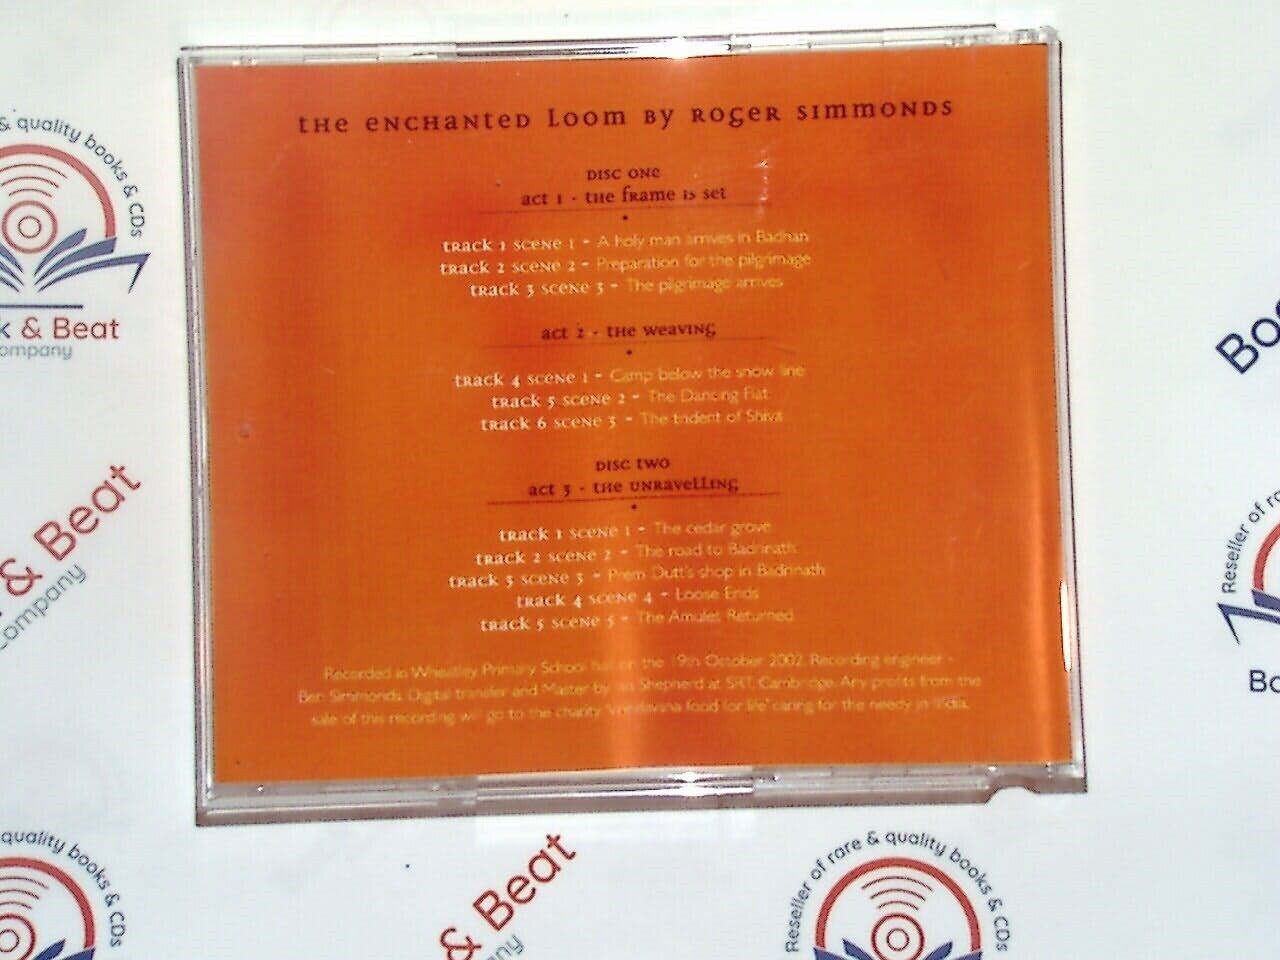 the enchanted loom by roger simmonds
disc one
act 1 - the frame is set
track 1 scene 1 - A holy man arrives in Badhan
track 2 scene 2 - Preparation for the pilgrimage
track 3 scene 3 - The pilgrimage arrives
act 2 - the weaving
track 4 scene 1 - Camp below the snow line
track 5 scene 2 - The Dancing Flat
track 6 scene 3 - The trident of Shiva
disc two
act 3 - the unravelling
track 1 scene 1 - The cedar grove
track 2 scene 2 - The road to Badrinath
track 3 scene 3 - Prem Dutt's shop in Badrinath
track 4 scene 4 - Loose Ends
track 5 scene 5 - The Amulet Returned
Recorded in Wheatley Primary School hall on the 19th October 2002. Recording engineer -
Ben Simmonds. Digital transfer and Master by Ian Shepherd at SRT, Cambridge. Any profits from the
sale of this recording will go to the charity food for life' caring for the needy in India.
& quality books & CDs
k & Beat
ompany
& Beat
company
Boo
Reseller of ra
Bo
quality books & CDs
& Beat
ny
Reseller of rare & quality books & CDs